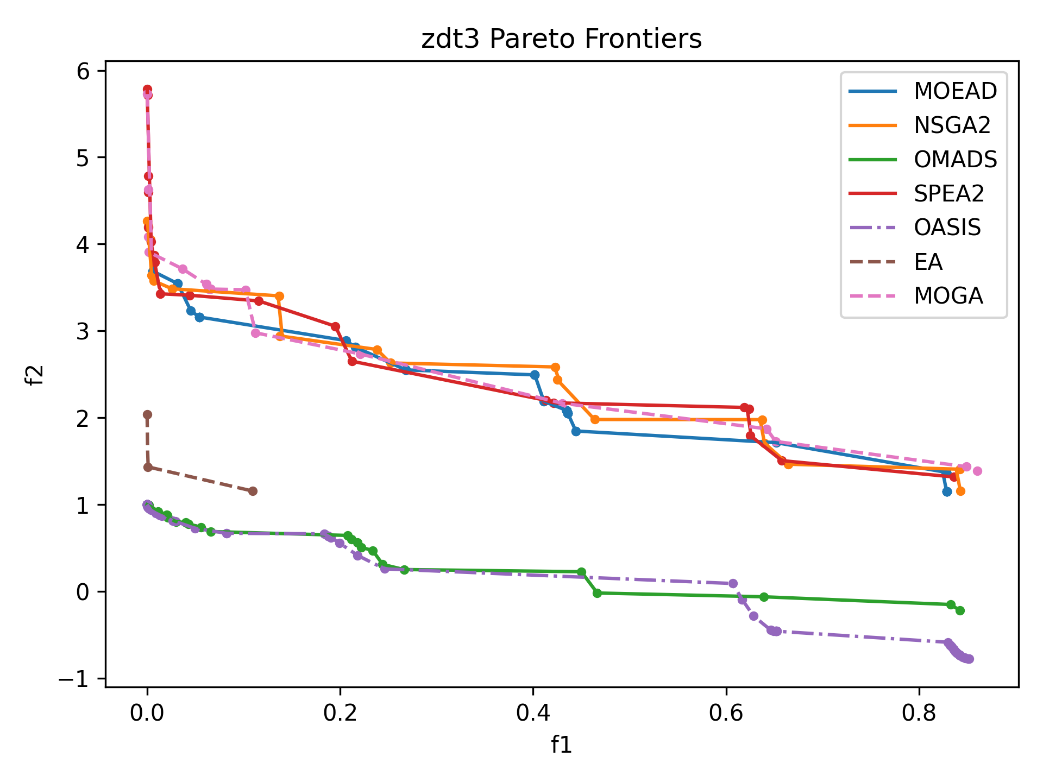 zdt3 Pareto Frontiers
6
5
4
3
2
1
0
−1
f2
MOEAD
NSGA2
OMADS
SPEA2
OASIS
EA
MOGA
0.0 0.2 0.4 0.6 0.8
f1